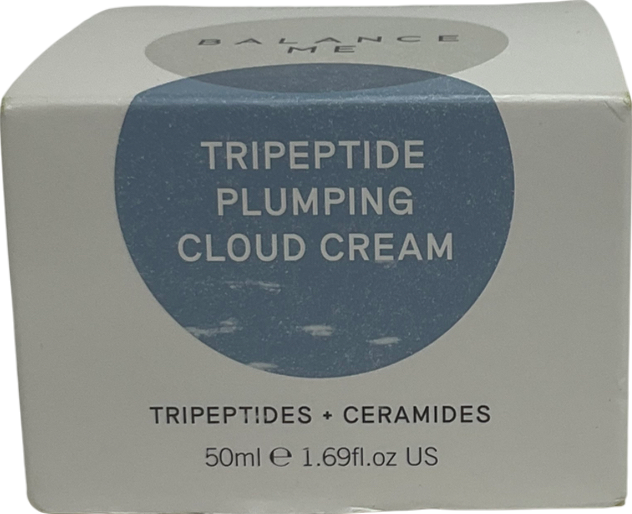 BALANCE
ME
TRIPEPTIDE
PLUMPING
CLOUD CREAM
TRIPEPTIDES + CERAMIDES
50ml ℮ 1.69fl.oz US